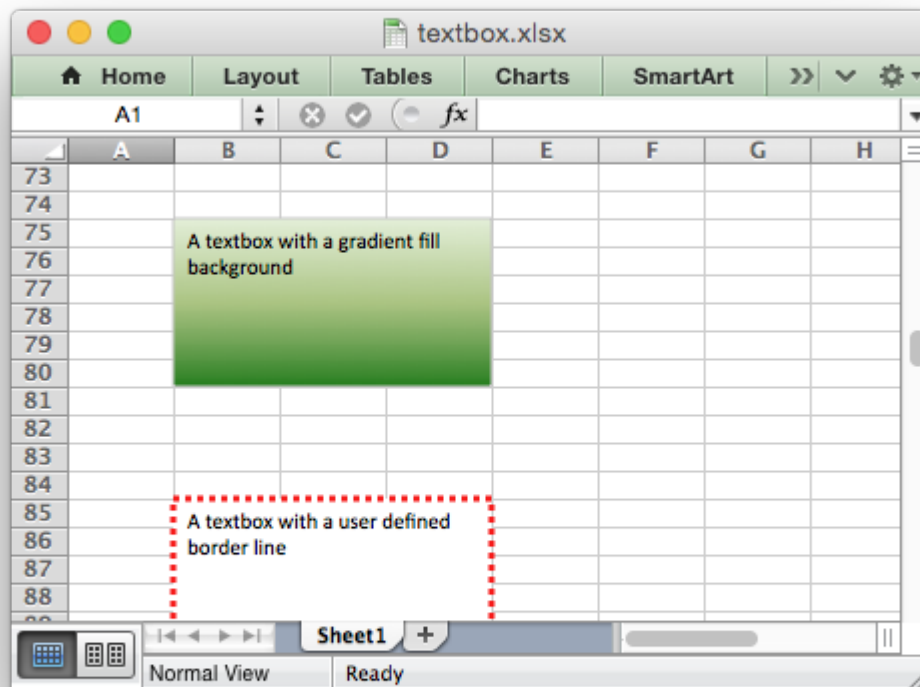 textbox.xlsx
Home Layout Tables Charts SmartArt
A1 fx
A B C D E F G H
73
74
75
A textbox with a gradient fill
76
background
77
78
79
80
81
82
83
84
85
A textbox with a user defined
86
border line
87
88
89
Sheet1 +
Normal View Ready